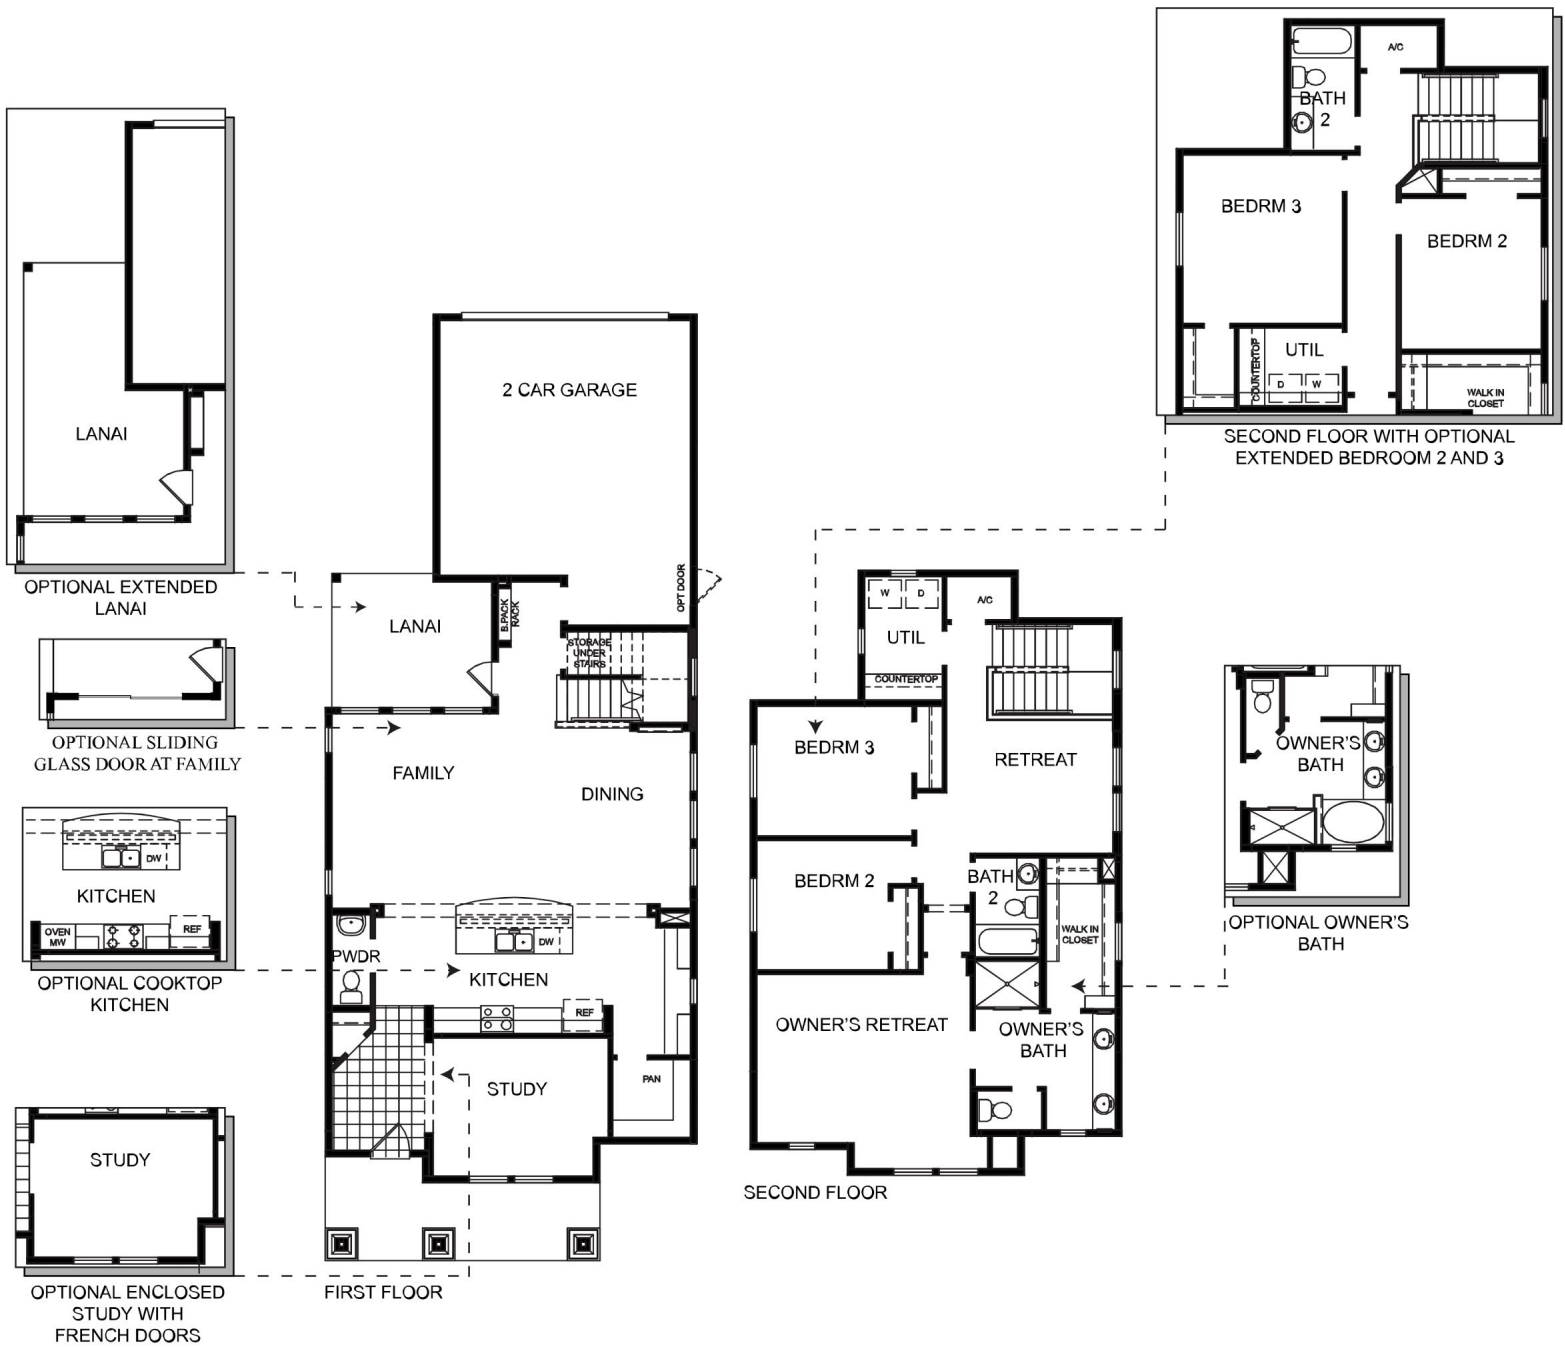 A/C
BATH
2
BEDRM 3
BEDRM 2
COUNTERTOP
UTIL
D
W
WALK IN
CLOSET
SECOND FLOOR WITH OPTIONAL
EXTENDED BEDROOM 2 AND 3
LANAI
OPTIONAL EXTENDED
LANAI
OPTIONAL SLIDING
GLASS DOOR AT FAMILY
DW
KITCHEN
OVEN
MW
REF
OPTIONAL COOKTOP
KITCHEN
STUDY
OPTIONAL ENCLOSED
STUDY WITH
FRENCH DOORS
2 CAR GARAGE
OPT DOOR
LANAI
B.PACK
RACK
STORAGE
UNDER
STAIRS
FAMILY
DINING
PWDR
DW
KITCHEN
REF
STUDY
PAN
FIRST FLOOR
W
D
A/C
UTIL
COUNTERTOP
BEDRM 3
RETREAT
BEDRM 2
BATH
2
WALK IN
CLOSET
OWNER'S RETREAT
OWNER'S
BATH
SECOND FLOOR
OWNER'S
BATH
OPTIONAL OWNER'S
BATH